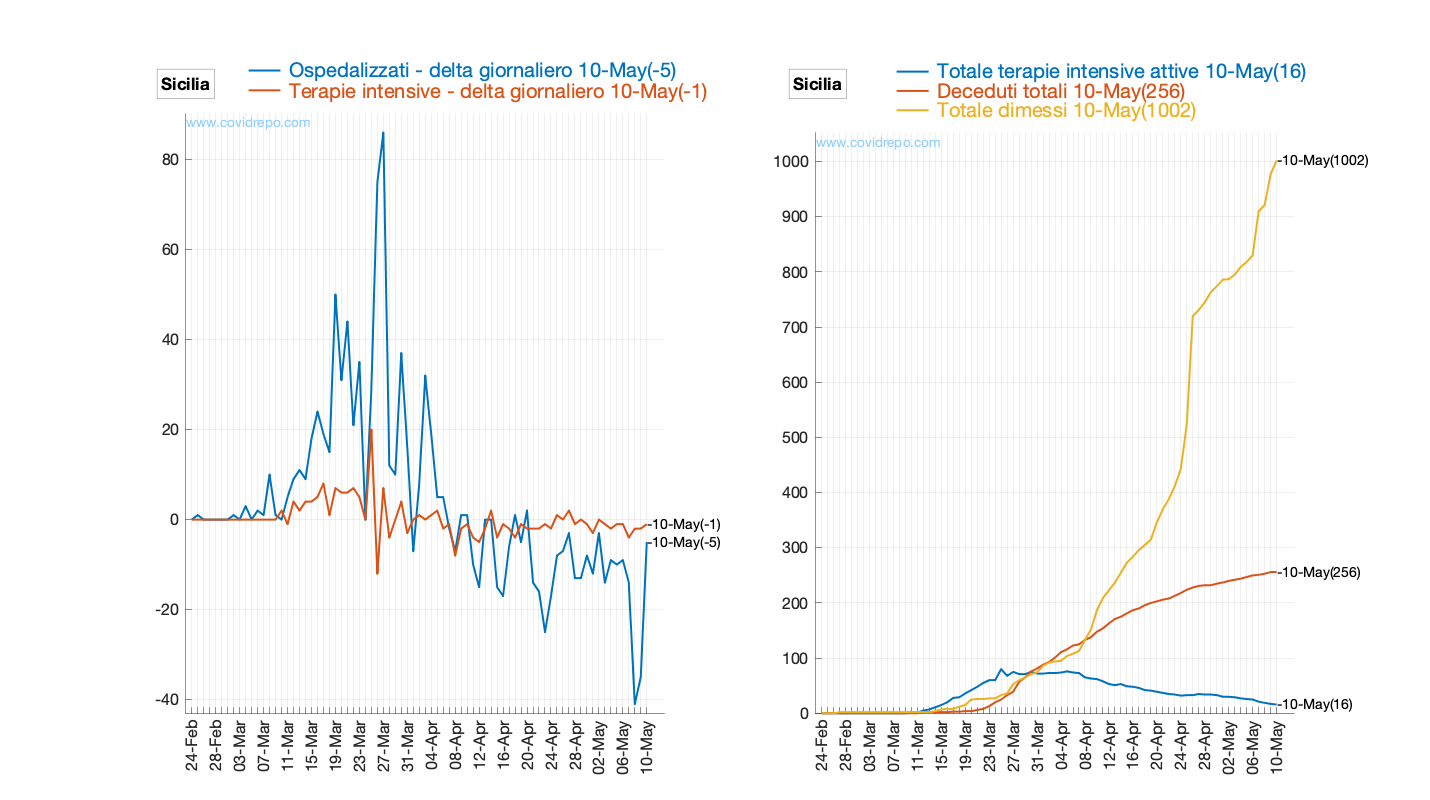 Sicilia
Ospedalizzati - delta giornaliero 10-May(-5)
Terapie intensive - delta giornaliero 10-May(-1)
www.covidrepo.com
80
60
40
20
0
-20
-40
-10-May(-1)
-10-May(-5)
24-Feb
28-Feb
03-Mar
07-Mar
11-Mar
15-Mar
19-Mar
23-Mar
27-Mar
31-Mar
04-Apr
08-Apr
12-Apr
16-Apr
20-Apr
24-Apr
28-Apr
02-May
06-May
10-May
Sicilia
Totale terapie intensive attive 10-May(16)
Deceduti totali 10-May(256)
Totale dimessi 10-May(1002)
www.covidrepo.com
1000
900
800
700
600
500
400
300
200
100
0
-10-May(1002)
-10-May(256)
-10-May(16)
24-Feb
28-Feb
03-Mar
07-Mar
11-Mar
15-Mar
19-Mar
23-Mar
27-Mar
31-Mar
04-Apr
08-Apr
12-Apr
16-Apr
20-Apr
24-Apr
28-Apr
02-May
06-May
10-May